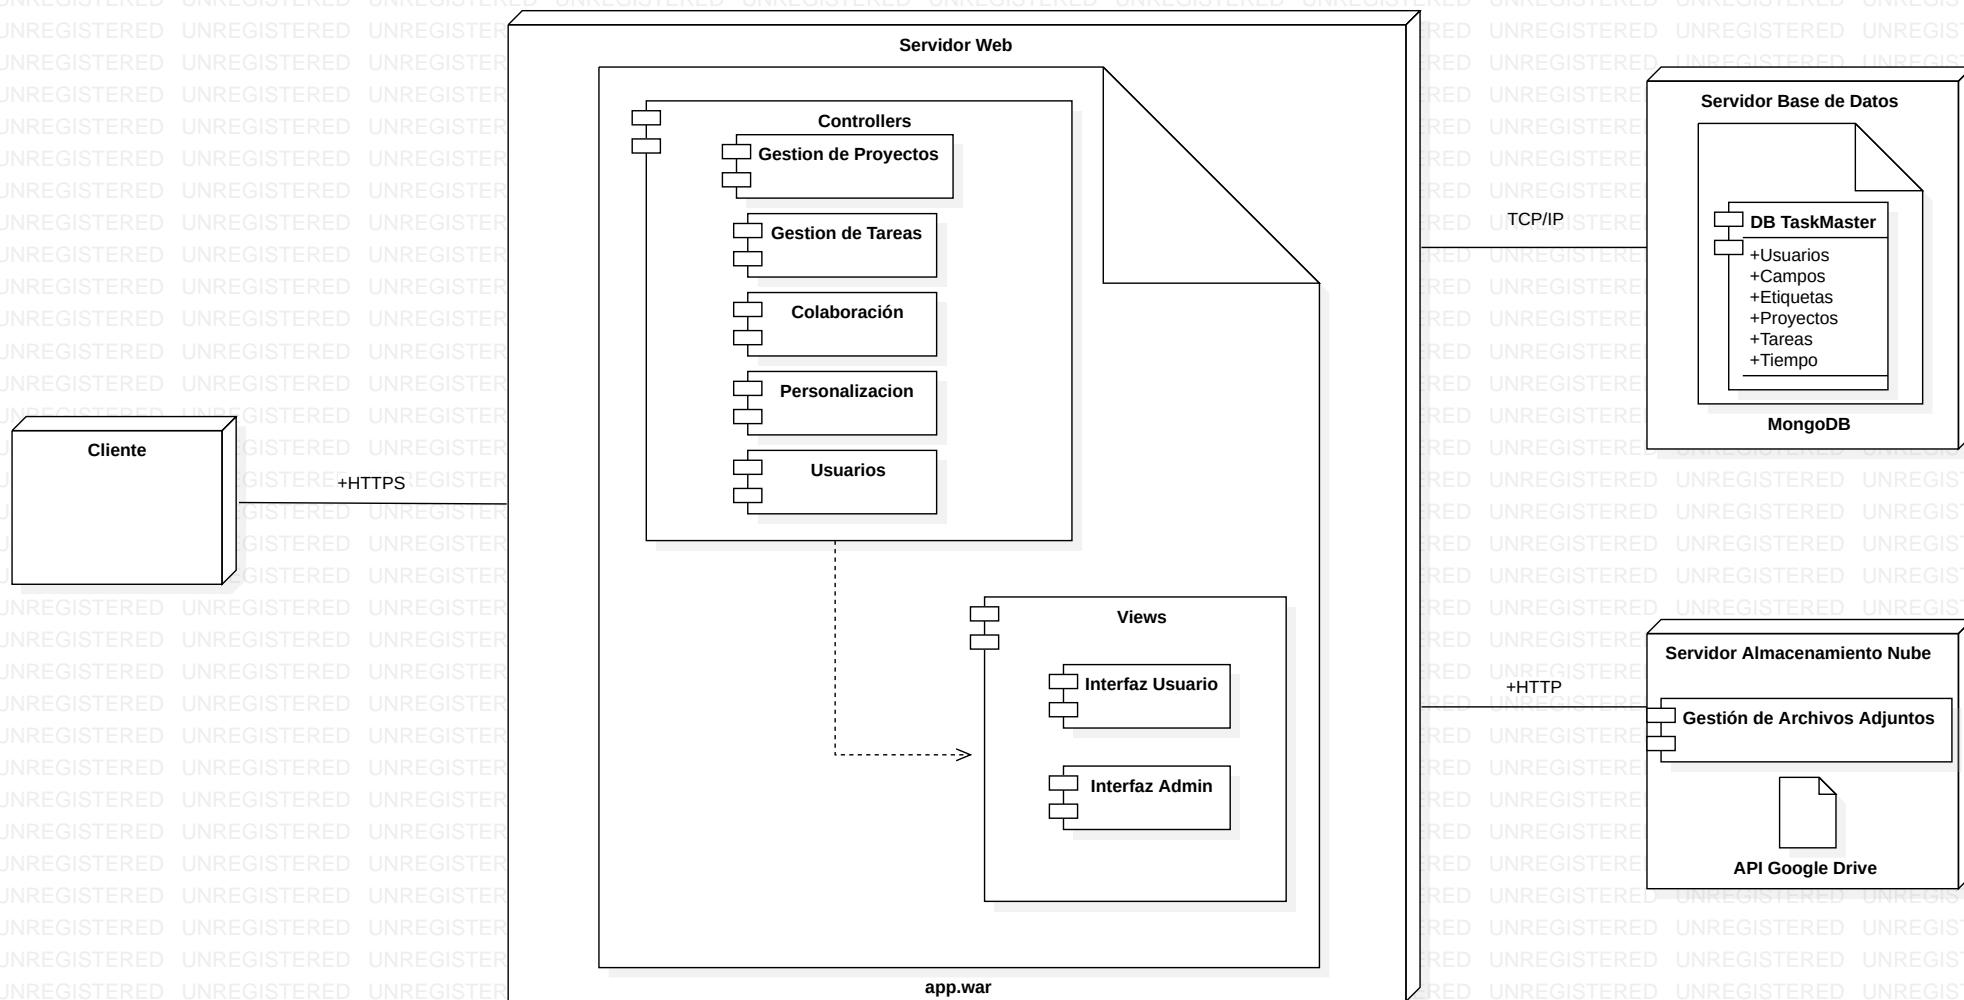 Servidor Web
Controllers
Gestion de Proyectos
Gestion de Tareas
Colaboración
Personalizacion
Usuarios
Views
Interfaz Usuario
Interfaz Admin
app.war
Cliente
+HTTPS
TCP/IP
Servidor Base de Datos
DB TaskMaster
+Usuarios
+Campos
+Etiquetas
+Proyectos
+Tareas
+Tiempo
MongoDB
+HTTP
Servidor Almacenamiento Nube
Gestión de Archivos Adjuntos
API Google Drive
UNREGISTERED